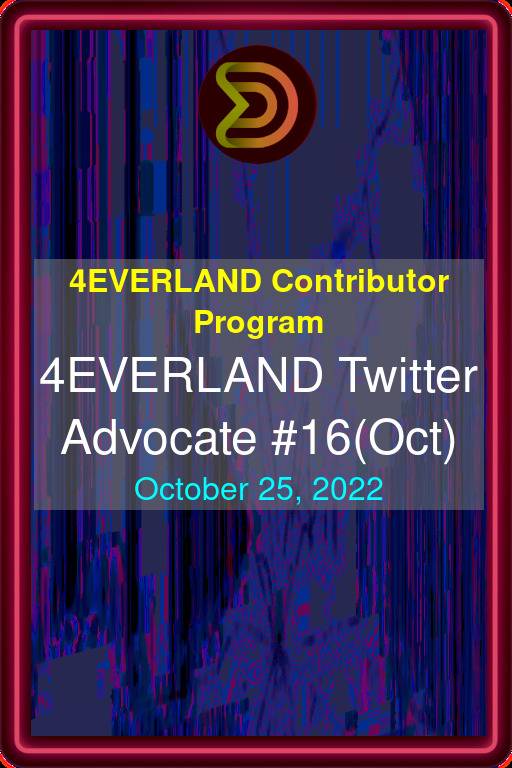 4EVERLAND Contributor
Program
4EVERLAND Twitter
Advocate #16(Oct)
October 25, 2022